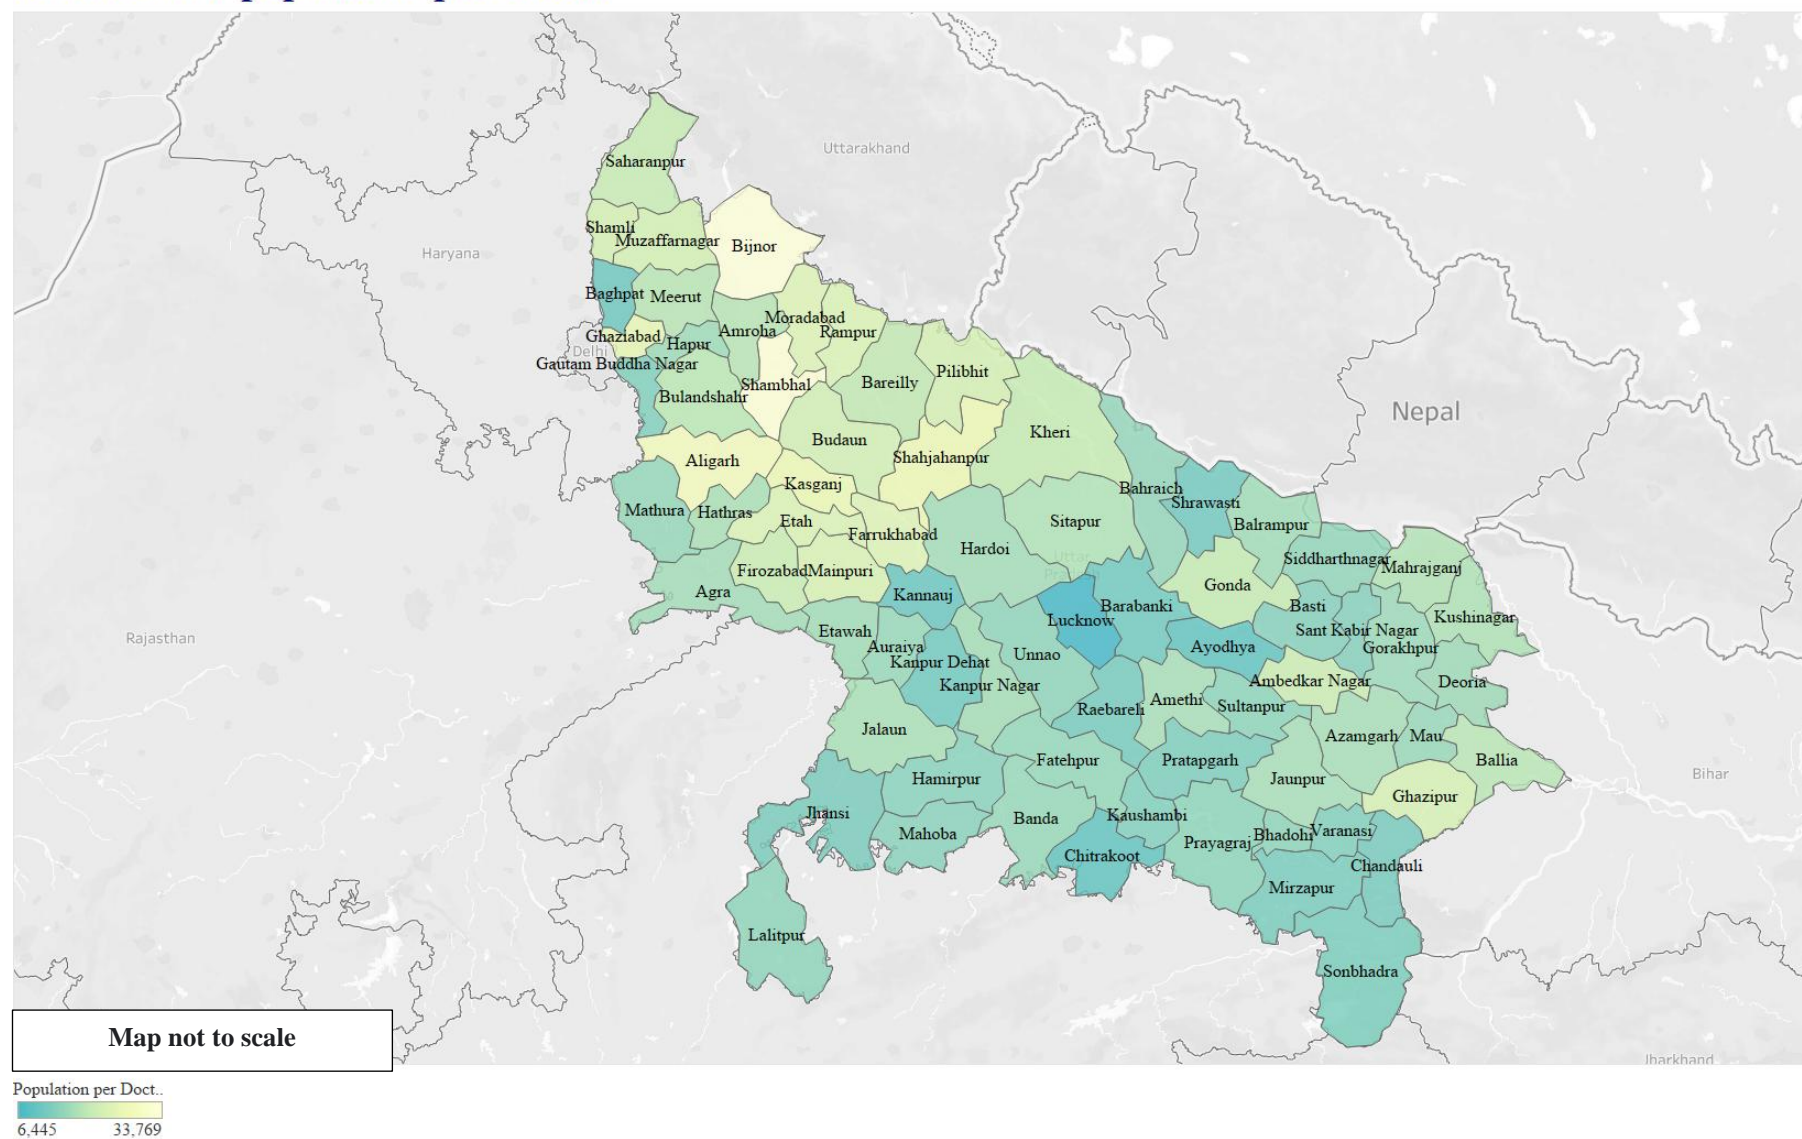 Uttarakhand
Saharanpur
Shamli
Muzaffarnagar
Bijnor
Haryana
Baghpat
Meerut
Moradabad
Amroha
Rampur
Ghaziabad
Hapur
Delhi
Gautam Buddha Nagar
Shambhal
Bareilly
Pilibhit
Bulandshahr
Nepal
Kheri
Budaun
Shahjahanpur
Aligarh
Kasganj
Bahraich
Shrawasti
Mathura
Hathras
Etah
Sitapur
Balrampur
Farrukhabad
Hardoi
Uttar
Siddharthnagar
Mahrajganj
Firozabad
Mainpuri
Gonda
Agra
Kannauj
Barabanki
Basti
Lucknow
Kushinagar
Etawah
Sant Kabir Nagar
Rajasthan
Auraiya
Ayodhya
Gorakhpur
Unnao
Kanpur Dehat
Ambedkar Nagar
Deoria
Kanpur Nagar
Amethi
Raebareli
Sultanpur
Jalaun
Azamgarh
Mau
Fatehpur
Pratapgarh
Ballia
Bihar
Hamirpur
Jaunpur
Ghazipur
Jhansi
Kaushambi
Banda
Mahoba
Bhadohi
Varanasi
Prayagraj
Chitrakoot
Chandauli
Mirzapur
Lalitpur
Sonbhadra
Map not to scale
Jharkhand
Population per Doct..
6,445 33,769